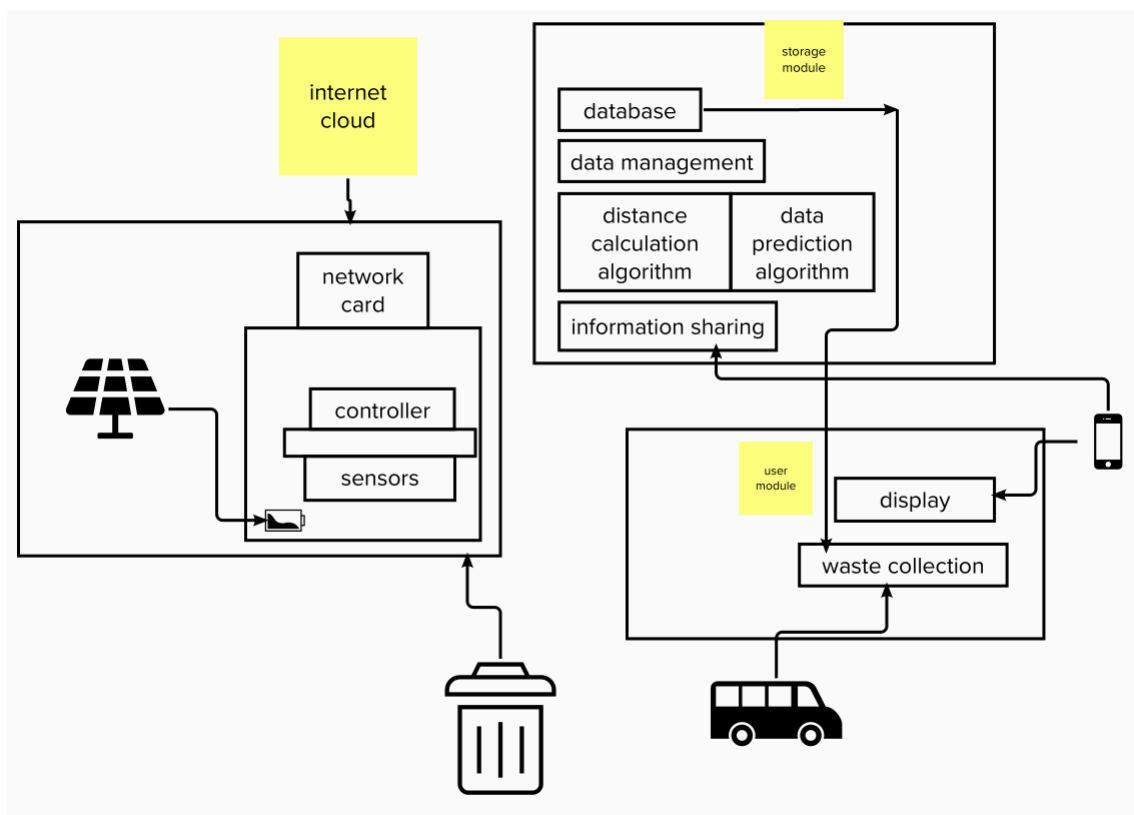 internet
cloud
network
card
controller
sensors
storage
module
database
data management
distance
calculation
algorithm
data
prediction
algorithm
information sharing
user
module
display
waste collection